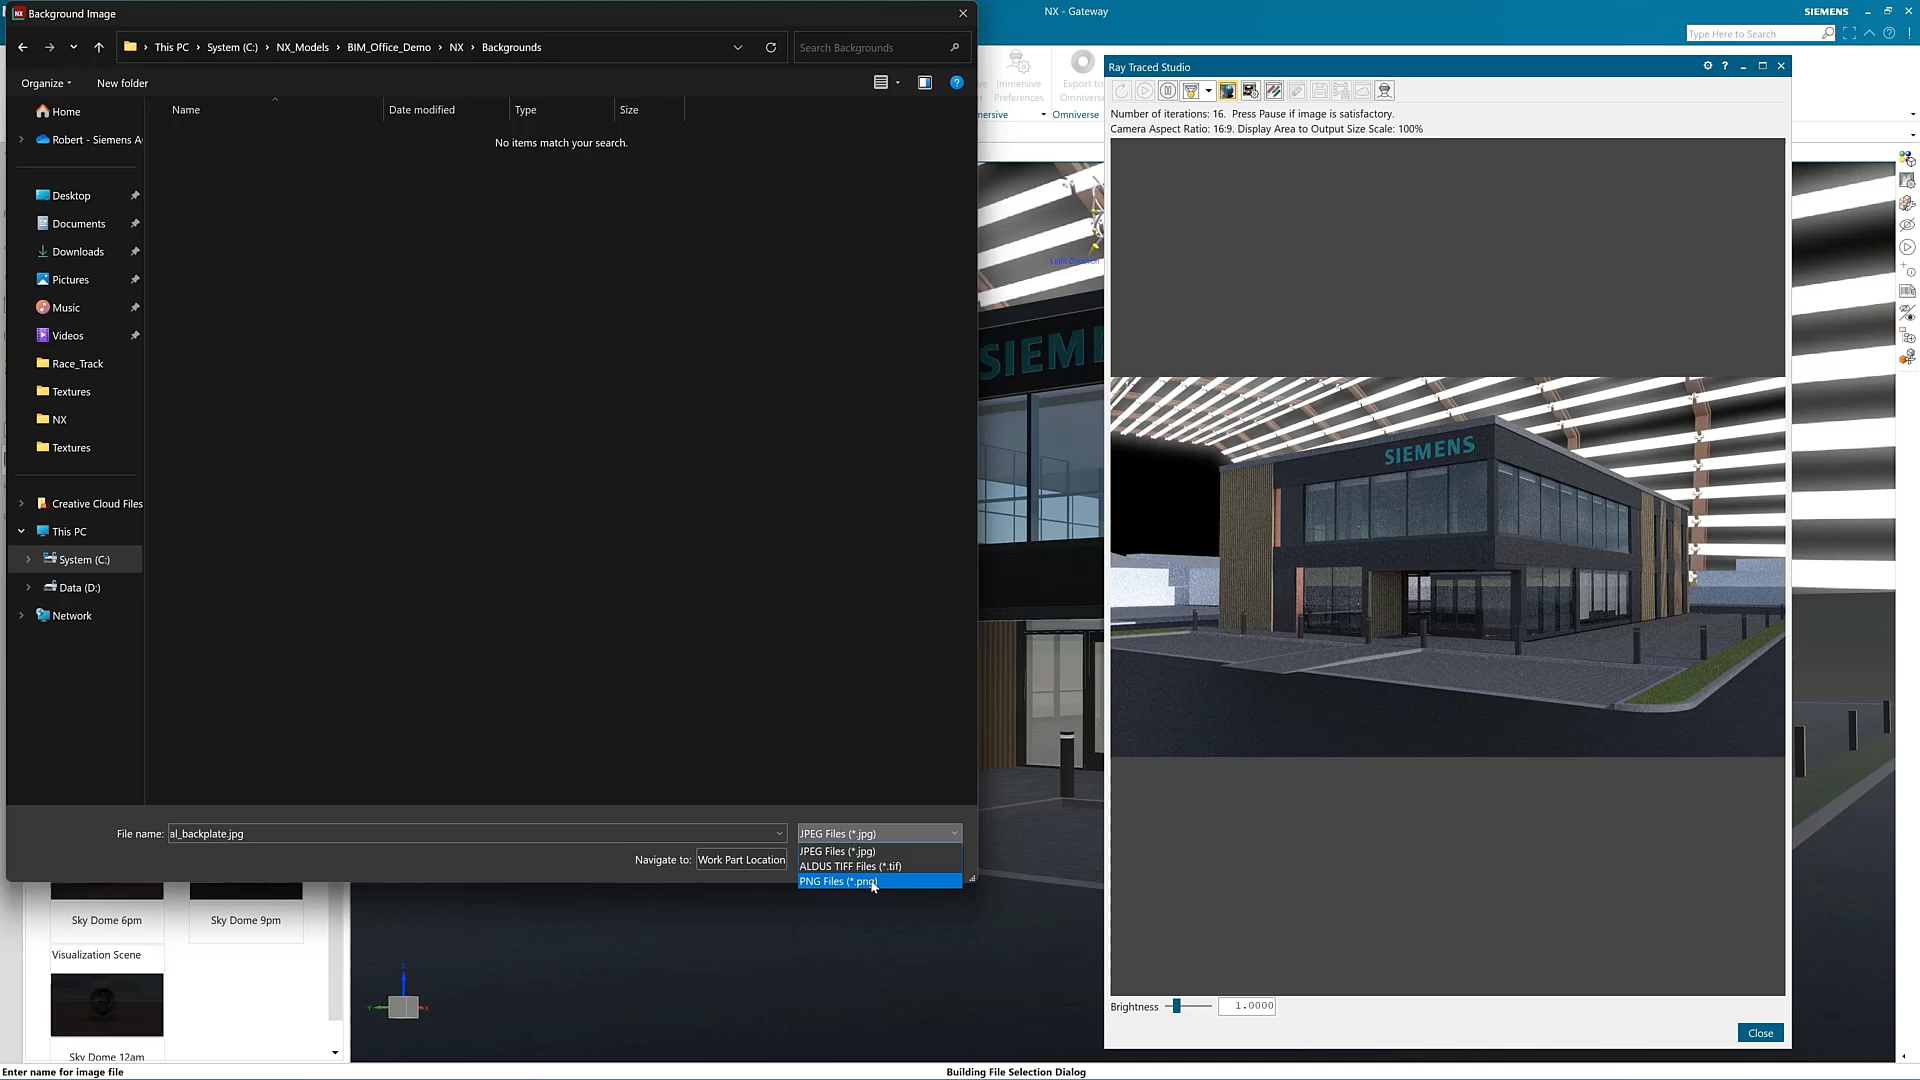 Background Image
NX - Gateway
SIEMENS
This PC
System (C:)
NX_Models
BIM_Office_Demo
NX
Backgrounds
Search Backgrounds
Type Here to Search
Organize
New folder
Immersive
Preferences
Export to
Omniverse
Omniverse
Ray Traced Studio
Number of iterations: 16. Press Pause if image is satisfactory.
Camera Aspect Ratio: 16:9. Display Area to Output Size Scale: 100%
Name
Date modified
Type
Size
No items match your search.
Home
Robert - Siemens A
Desktop
Documents
Downloads
Pictures
Music
Videos
Race_Track
Textures
NX
Textures
Creative Cloud Files
This PC
System (C:)
Data (D:)
Network
Light Direction
SIEM
SIEMENS
File name:
al_backplate.jpg
JPEG Files (*.jpg)
JPEG Files (*.jpg)
ALDUS TIFF Files (*.tif)
PNG Files (*.png)
Navigate to:
Work Part Location
Sky Dome 6pm
Sky Dome 9pm
Visualization Scene
Sky Dome 12am
Z
Y
X
Brightness
1.0000
Close
Enter name for image file
Building File Selection Dialog